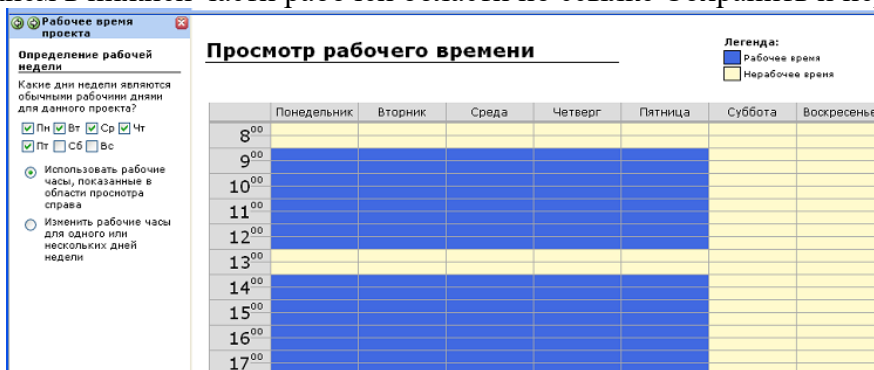 Рабочее время
проекта
Определение рабочей
недели
Какие дни недели являются
обычными рабочими днями
для данного проекта?
Пн Вт Ср Чт
Пт Сб Вс
Использовать рабочие
часы, показанные в
области просмотра
справа
Изменить рабочие часы
для одного или
нескольких дней
недели
Просмотр рабочего времени
Легенда:
Рабочее время
Нерабочее время
Понедельник Вторник Среда Четверг Пятница Суббота Воскресенье
8⁰⁰
9⁰⁰
10⁰⁰
11⁰⁰
12⁰⁰
13⁰⁰
14⁰⁰
15⁰⁰
16⁰⁰
17⁰⁰